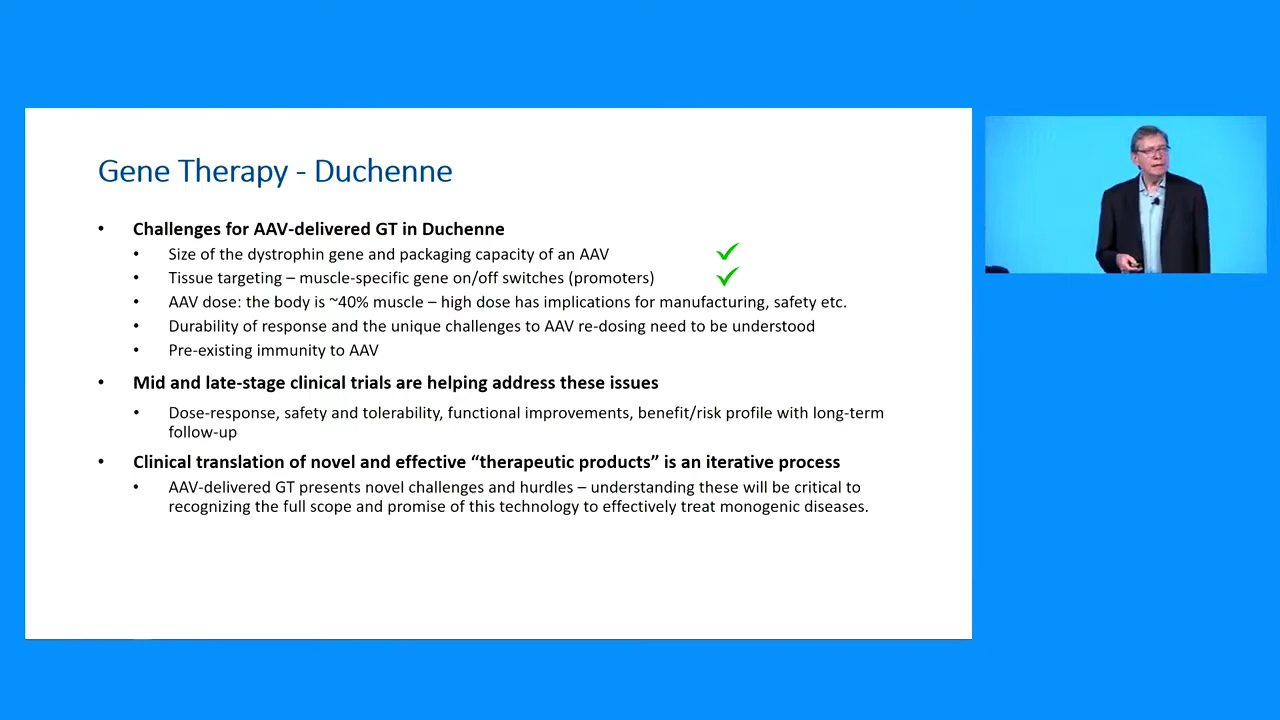 Gene Therapy - Duchenne
• Challenges for AAV-delivered GT in Duchenne
• Size of the dystrophin gene and packaging capacity of an AAV
• Tissue targeting – muscle-specific gene on/off switches (promoters)
• AAV dose: the body is ~40% muscle – high dose has implications for manufacturing, safety etc.
• Durability of response and the unique challenges to AAV re-dosing need to be understood
• Pre-existing immunity to AAV
• Mid and late-stage clinical trials are helping address these issues
• Dose-response, safety and tolerability, functional improvements, benefit/risk profile with long-term
follow-up
• Clinical translation of novel and effective “therapeutic products” is an iterative process
• AAV-delivered GT presents novel challenges and hurdles – understanding these will be critical to
recognizing the full scope and promise of this technology to effectively treat monogenic diseases.